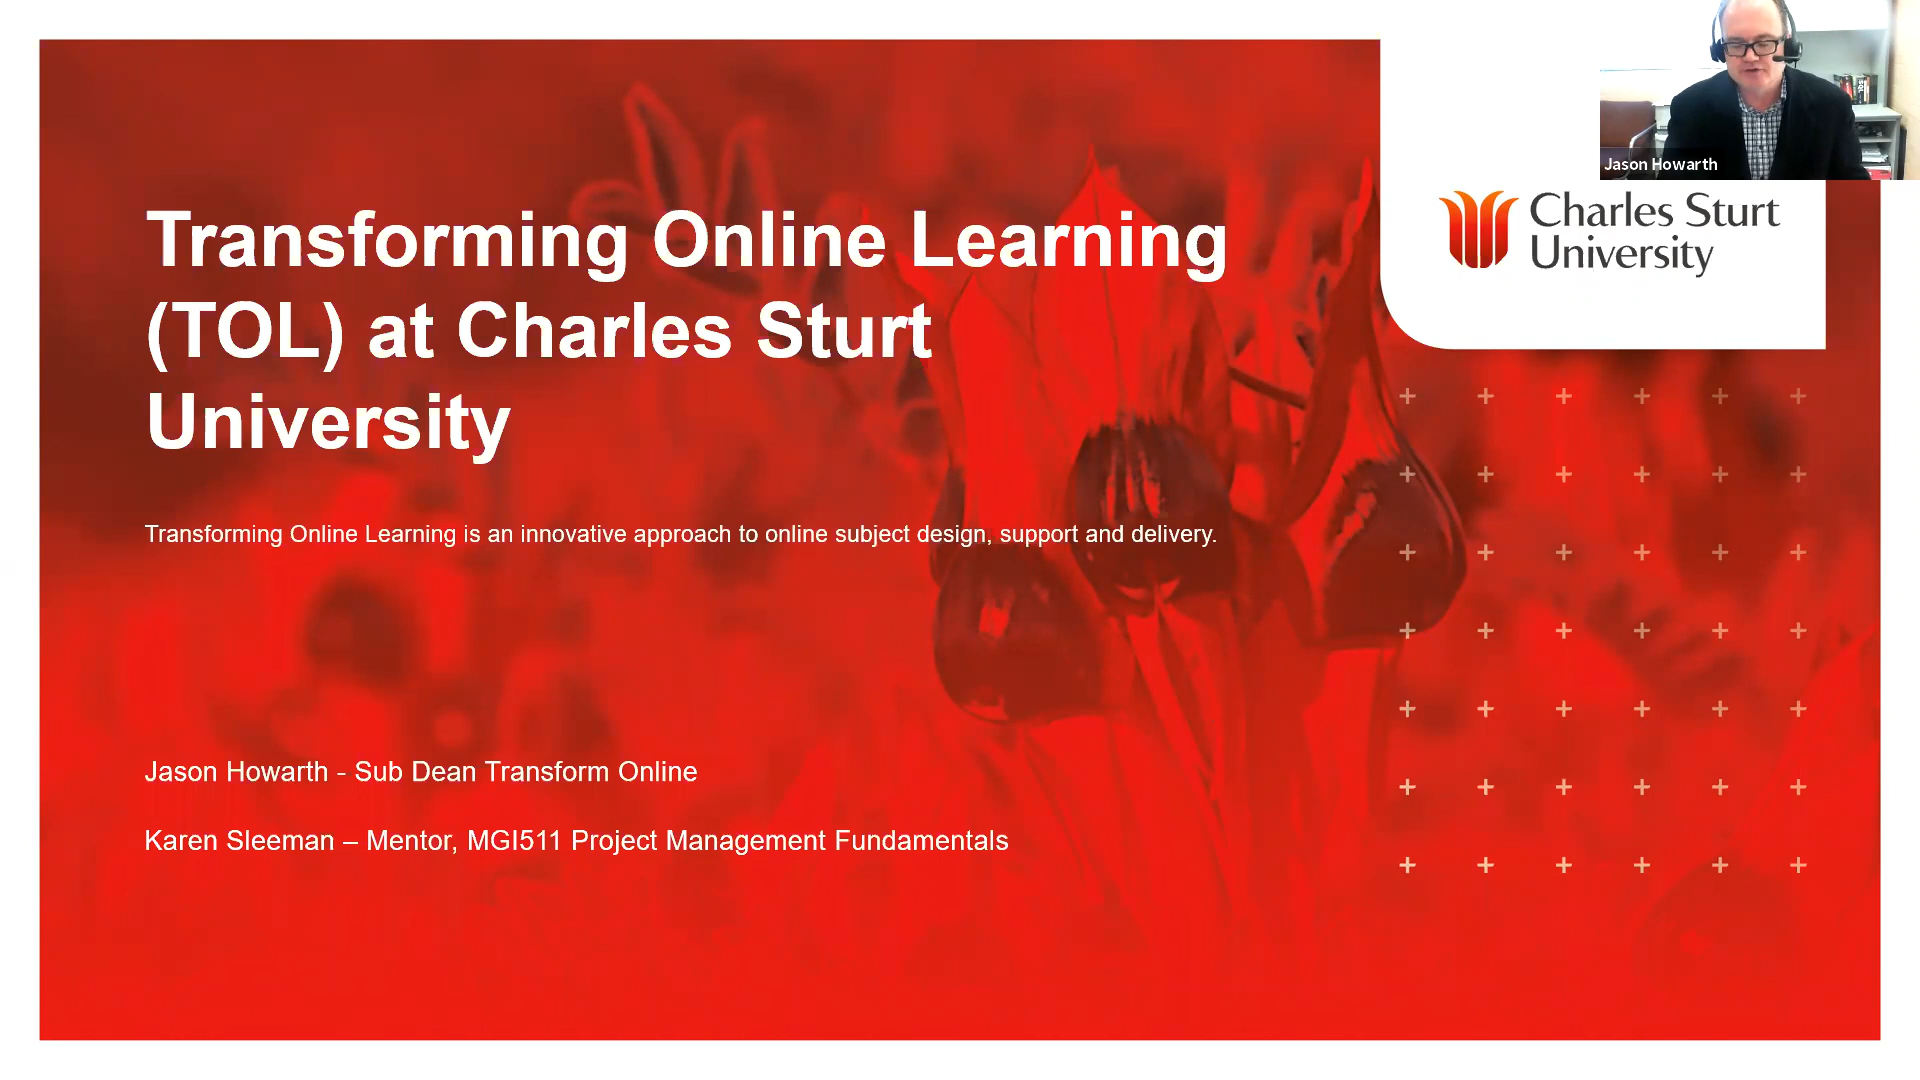 Jason Howarth
Charles Sturt
University
Transforming Online Learning
(TOL) at Charles Sturt
University
Transforming Online Learning is an innovative approach to online subject design, support and delivery.
Jason Howarth - Sub Dean Transform Online
Karen Sleeman – Mentor, MGI511 Project Management Fundamentals